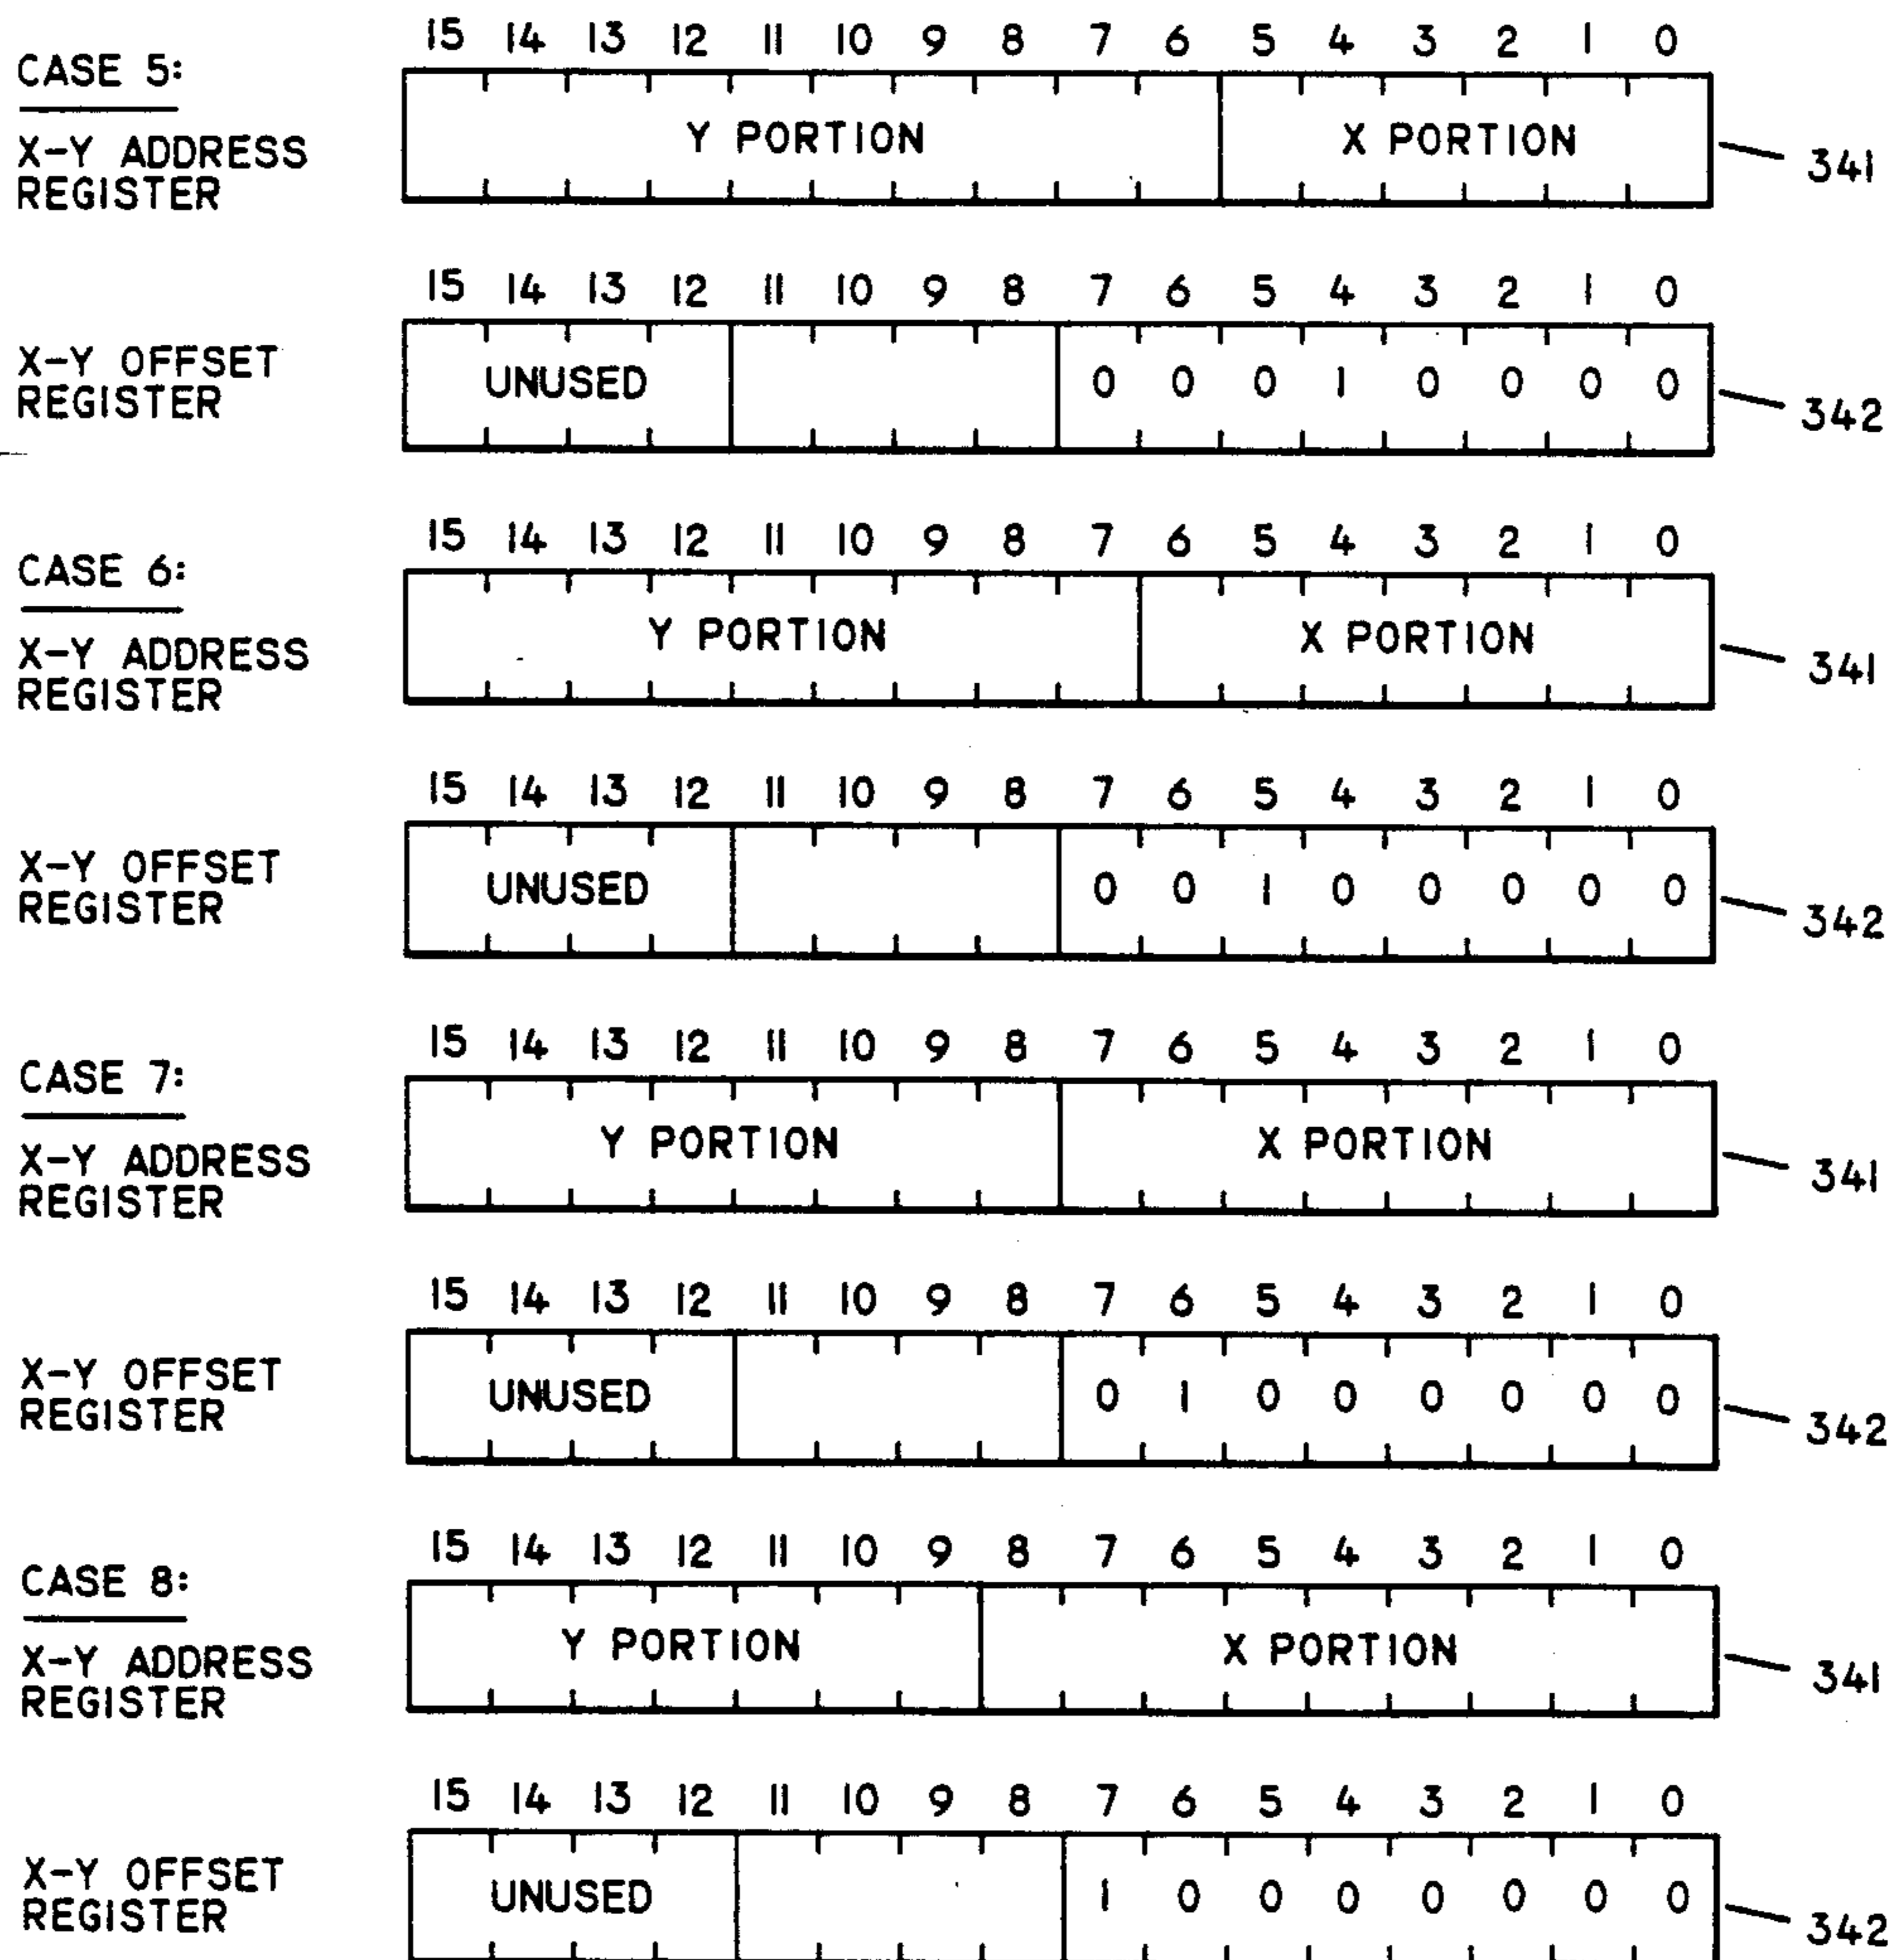 15 14 13 12 11 10 9 8 7 6 5 4 3 2 1 0
CASE 5:
X-Y ADDRESS
REGISTER
Y PORTION X PORTION
341
15 14 13 12 11 10 9 8 7 6 5 4 3 2 1 0
X-Y OFFSET
REGISTER
UNUSED 0 0 0 1 0 0 0 0
342
15 14 13 12 11 10 9 8 7 6 5 4 3 2 1 0
CASE 6:
X-Y ADDRESS
REGISTER
Y PORTION X PORTION
341
15 14 13 12 11 10 9 8 7 6 5 4 3 2 1 0
X-Y OFFSET
REGISTER
UNUSED 0 0 1 0 0 0 0 0
342
15 14 13 12 11 10 9 8 7 6 5 4 3 2 1 0
CASE 7:
X-Y ADDRESS
REGISTER
Y PORTION X PORTION
341
15 14 13 12 11 10 9 8 7 6 5 4 3 2 1 0
X-Y OFFSET
REGISTER
UNUSED 0 1 0 0 0 0 0 0
342
15 14 13 12 11 10 9 8 7 6 5 4 3 2 1 0
CASE 8:
X-Y ADDRESS
REGISTER
Y PORTION X PORTION
341
15 14 13 12 11 10 9 8 7 6 5 4 3 2 1 0
X-Y OFFSET
REGISTER
UNUSED 1 0 0 0 0 0 0 0
342